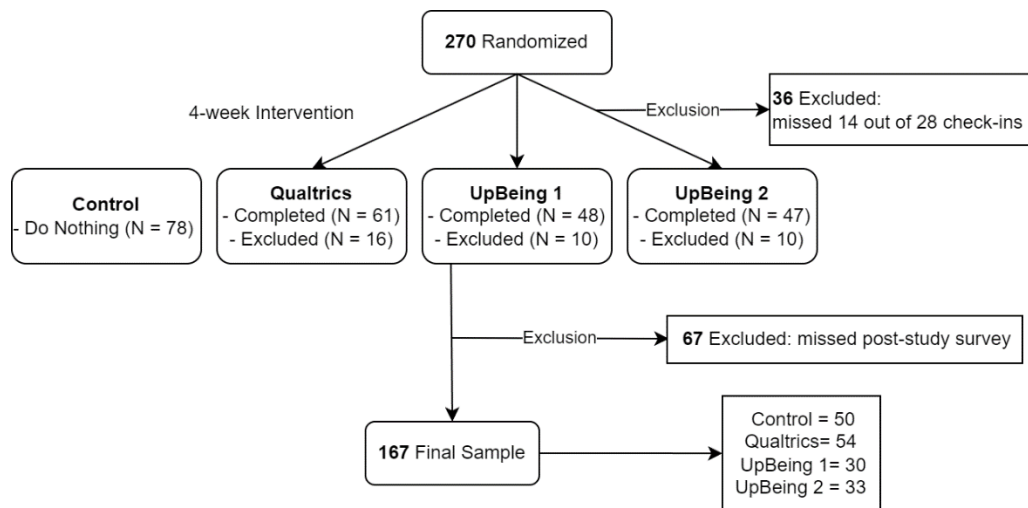 270 Randomized
4-week Intervention
Exclusion
36 Excluded:
missed 14 out of 28 check-ins
Control
- Do Nothing (N = 78)
Qualtrics
- Completed (N = 61)
- Excluded (N = 16)
UpBeing 1
- Completed (N = 48)
- Excluded (N = 10)
UpBeing 2
- Completed (N = 47)
- Excluded (N = 10)
Exclusion
67 Excluded: missed post-study survey
167 Final Sample
Control = 50
Qualtrics= 54
UpBeing 1= 30
UpBeing 2 = 33